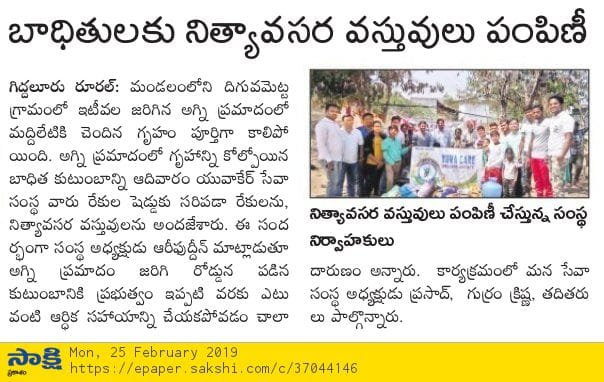 బాధితులకు నిత్యావసర వస్తువులు పంపిణీ
గిద్దలూరు రూరల్: మండలంలోని దిగువమెట్ట
గ్రామంలో ఇటీవల జరిగిన అగ్ని ప్రమాదంలో
మద్దిలేటికి చెందిన గృహం పూర్తిగా కాలిపో
యింది. అగ్ని ప్రమాదంలో గృహాన్ని కోల్పోయిన
బాధిత కుటుంబాన్ని ఆదివారం యువాకేర్ సేవా
సంస్థ వారు రేకుల షెడ్డుకు సరిపడా రేకులను,
నిత్యావసర వస్తువులను అందజేశారు. ఈ సంద
ర్భంగా సంస్థ అధ్యక్షుడు ఆరీఫుద్దీన్ మాట్లాడుతూ
అగ్ని ప్రమాదం జరిగి రోడ్డున పడిన
కుటుంబానికి ప్రభుత్వం ఇప్పటి వరకు ఎటు
వంటి ఆర్థిక సహాయాన్ని చేయకపోవడం చాలా
YUVA CARE
నిత్యావసర వస్తువులు పంపిణీ చేస్తున్న సంస్థ
నిర్వాహకులు
దారుణం అన్నారు. కార్యక్రమంలో మన సేవా
సంస్థ అధ్యక్షుడు ప్రసాద్, గుర్రం క్రిష్ణ, తదితరు
లు పాల్గొన్నారు.
సాక్షి
ప్రకాశం
Mon, 25 February 2019
https://epaper.sakshi.com/c/37044146